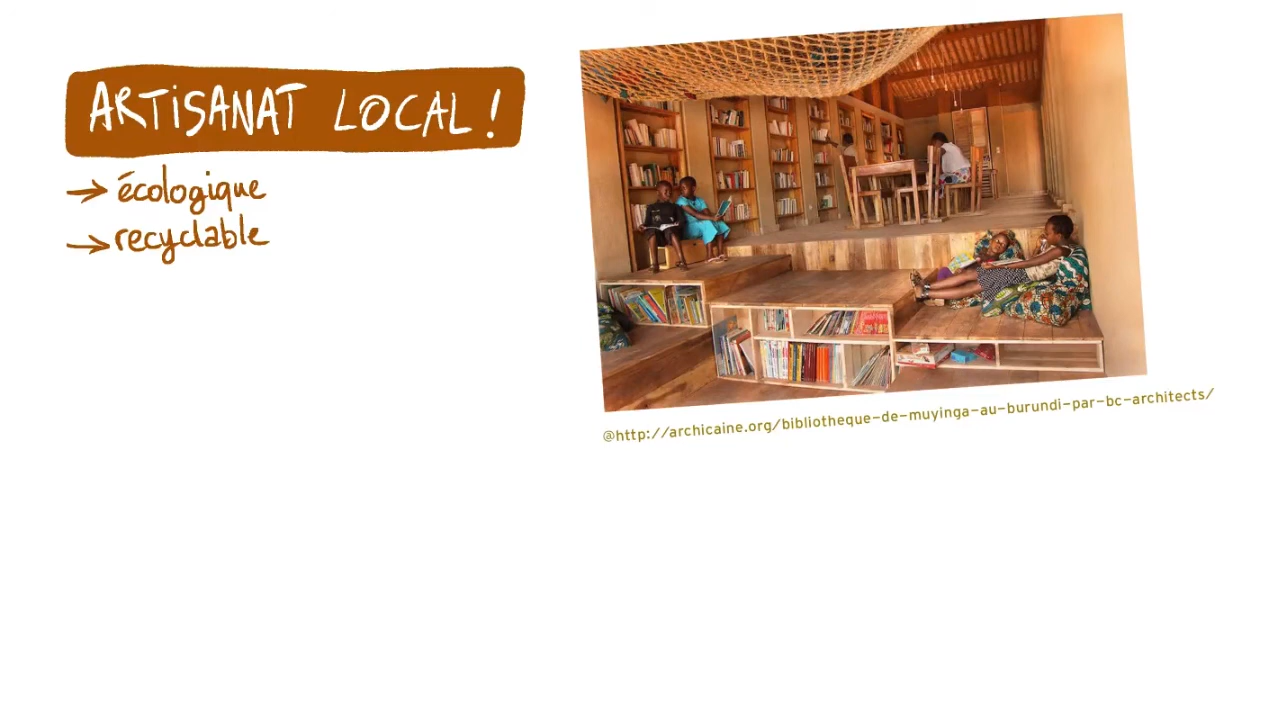 ARTISANAT LOCAL !
→ écologique
→ recyclable
@http://archicaine.org/bibliotheque-de-muyinga-au-burundi-par-bc-architects/